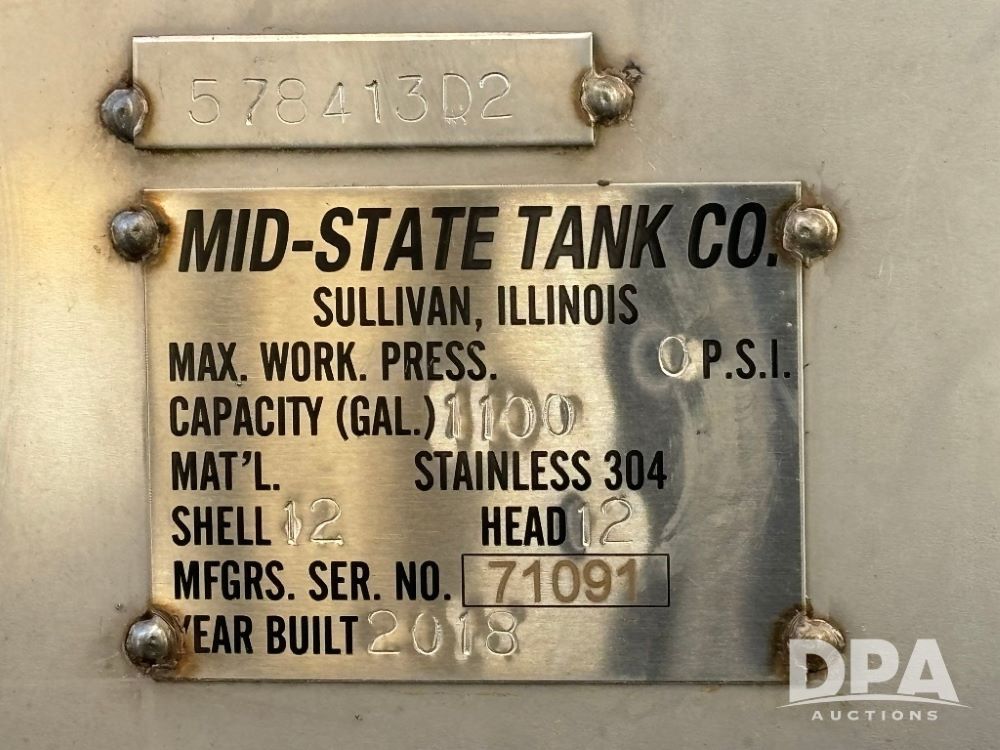 578413D2
MID-STATE TANK CO.
SULLIVAN, ILLINOIS
MAX. WORK. PRESS. 0 P.S.I.
CAPACITY (GAL.) 1100
MAT'L. STAINLESS 304
SHELL 12 HEAD 12
MFGRS. SER. NO. 71091
YEAR BUILT 2018
DPA
AUCTIONS